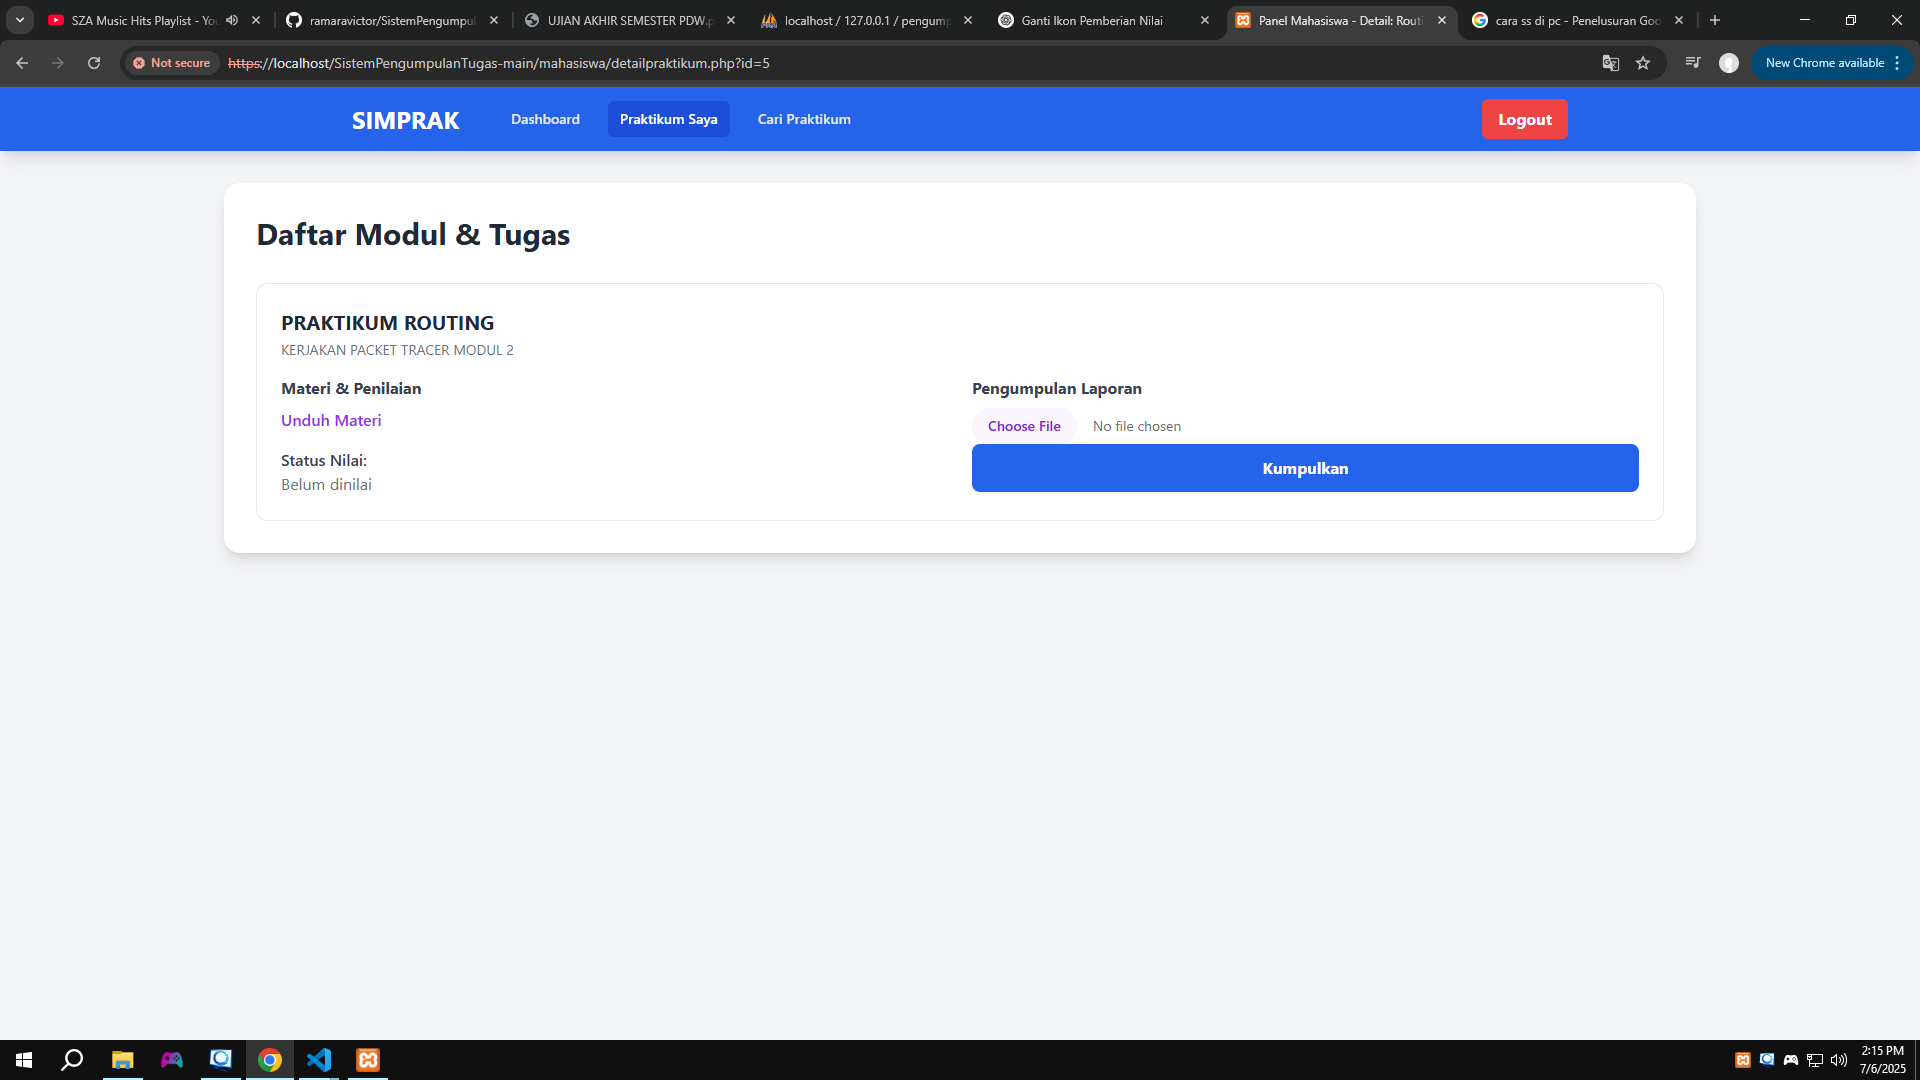 SZA Music Hits Playlist - You
ramaravictor/SistemPengumpul
UJIAN AKHIR SEMESTER PDW.p
localhost / 127.0.0.1 / pengump
Ganti Ikon Pemberian Nilai
Panel Mahasiswa - Detail: Routi
cara ss di pc - Penelusuran Goo
Not secure
https://localhost/SistemPengumpulanTugas-main/mahasiswa/detailpraktikum.php?id=5
New Chrome available
SIMPRAK
Dashboard
Praktikum Saya
Cari Praktikum
Logout
Daftar Modul & Tugas
PRAKTIKUM ROUTING
KERJAKAN PACKET TRACER MODUL 2
Materi & Penilaian
Unduh Materi
Status Nilai:
Belum dinilai
Pengumpulan Laporan
Choose File No file chosen
Kumpulkan
2:15 PM
7/6/2025